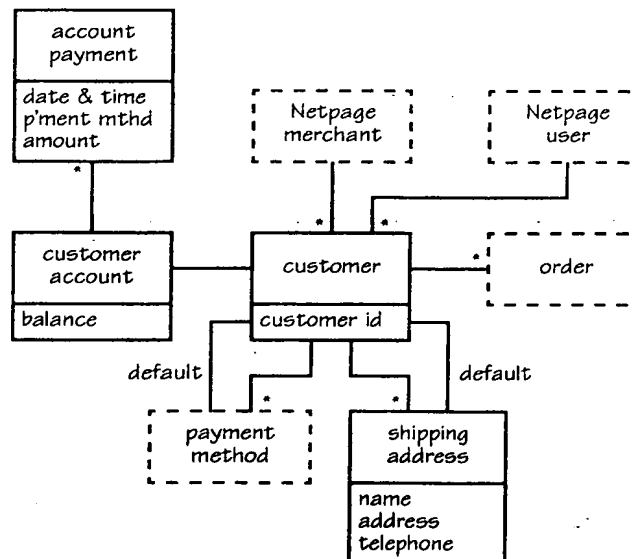 account
payment
date & time
p'ment mthd
amount
*
Netpage
merchant
Netpage
user
*
*
customer
account
balance
customer
customer id
*
order
default
default
*
*
payment
method
shipping
address
name
address
telephone